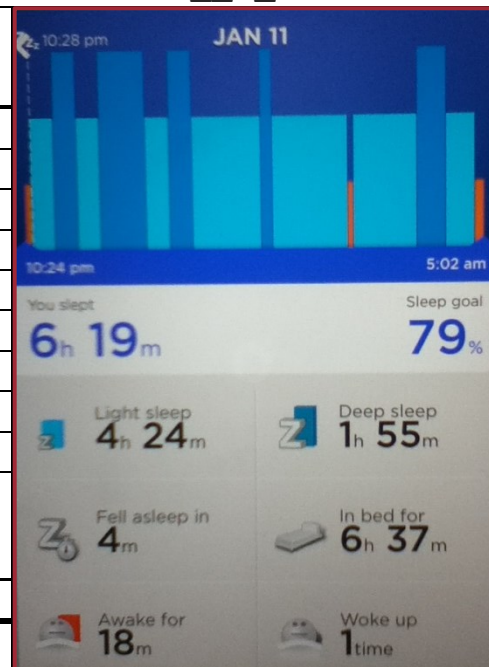 10:28 pm
JAN 11
10:24 pm
5:02 am
You slept
Sleep goal
6h 19m
79%
Light sleep
4h 24m
Deep sleep
1h 55m
Fell asleep in
4m
In bed for
6h 37m
Awake for
18m
Woke up
1time